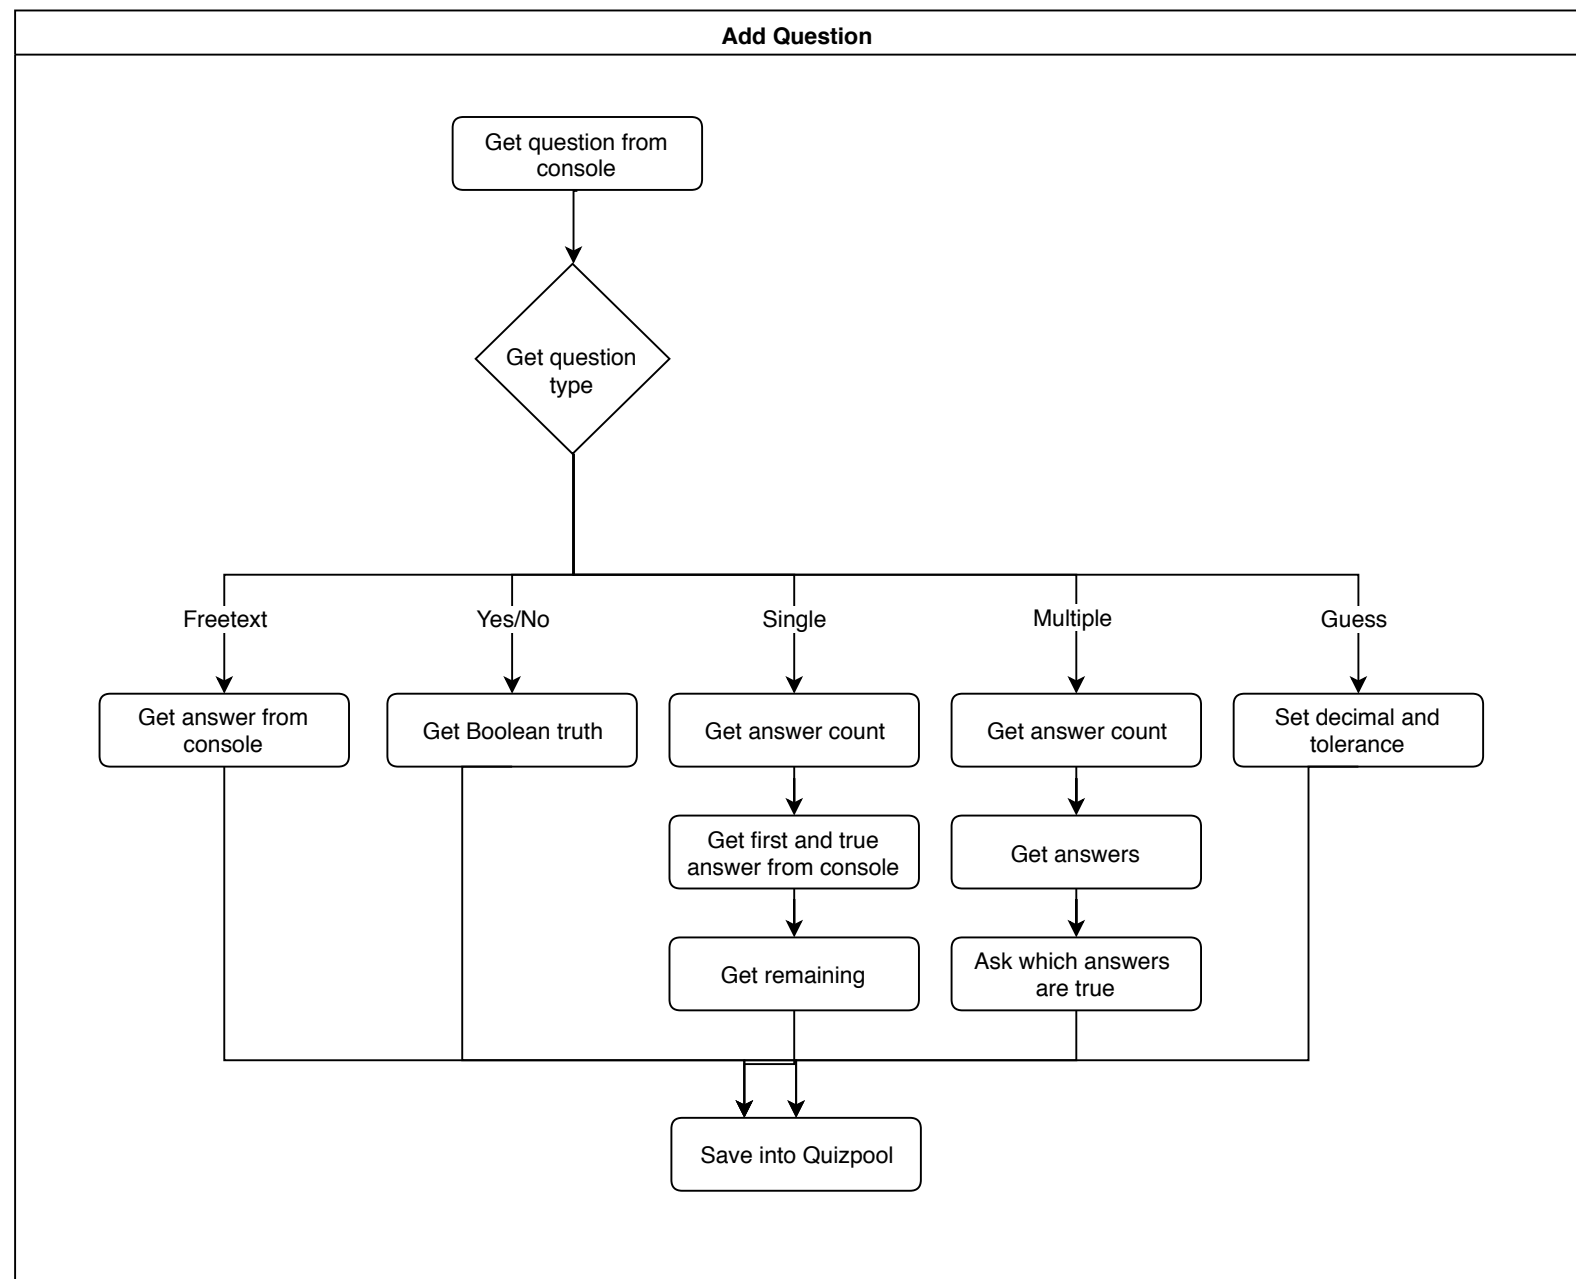 Add Question
Get question from
console
Get question
type
Freetext
Yes/No
Single
Multiple
Guess
Get answer from
console
Get Boolean truth
Get answer count
Get answer count
Set decimal and
tolerance
Get first and true
answer from console
Get answers
Get remaining
Ask which answers
are true
Save into Quizpool